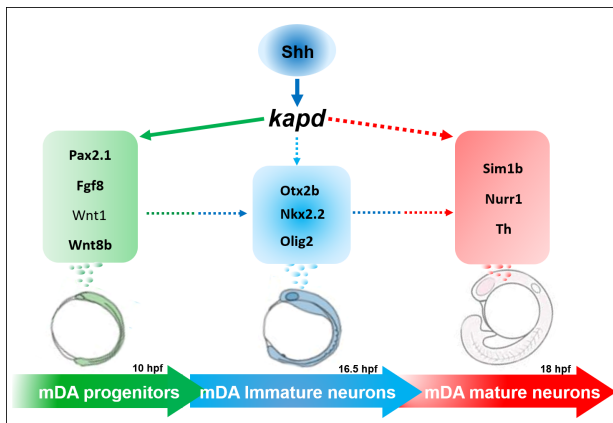 Shh
kapd
Pax2.1
Fgf8
Wnt1
Wnt8b
Otx2b
Nkx2.2
Olig2
Sim1b
Nurr1
Th
10 hpf
16.5 hpf
18 hpf
mDA progenitors
mDA Immature neurons
mDA mature neurons